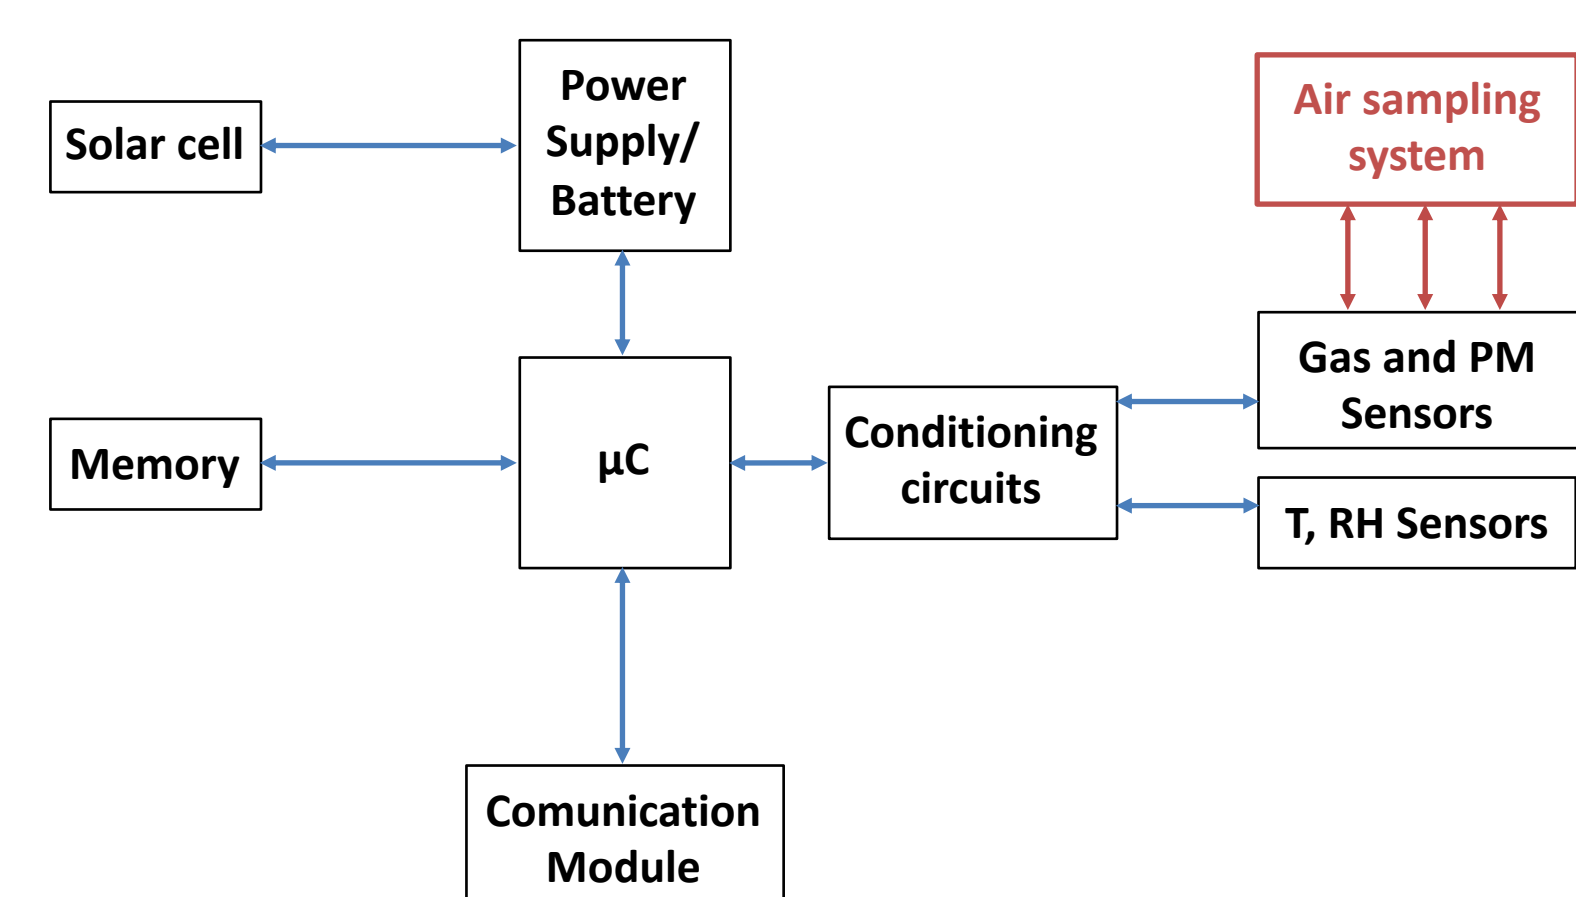 Power
Supply/
Battery
Solar cell
Air sampling
system
Gas and PM
Sensors
Memory
µC
Conditioning
circuits
T, RH Sensors
Comunication
Module